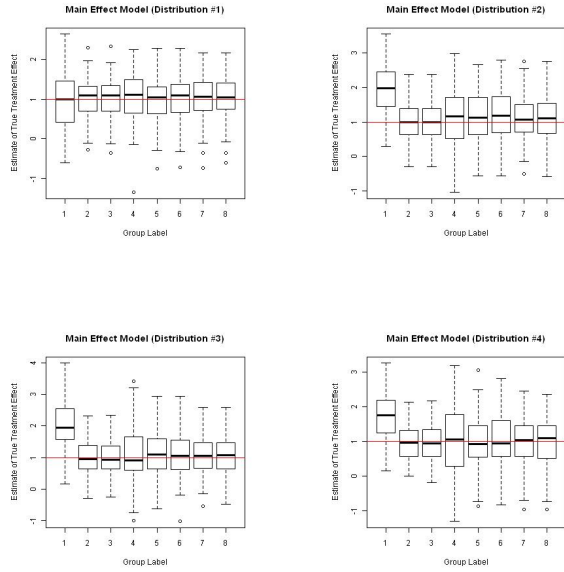 Main Effect Model (Distribution #1)
Estimate of True Treatment Effect
2
1
0
-1
1 2 3 4 5 6 7 8
Group Label
Main Effect Model (Distribution #2)
Estimate of True Treatment Effect
3
2
1
0
-1
1 2 3 4 5 6 7 8
Group Label
Main Effect Model (Distribution #3)
Estimate of True Treatment Effect
4
3
2
1
0
-1
1 2 3 4 5 6 7 8
Group Label
Main Effect Model (Distribution #4)
Estimate of True Treatment Effect
3
2
1
0
-1
1 2 3 4 5 6 7 8
Group Label